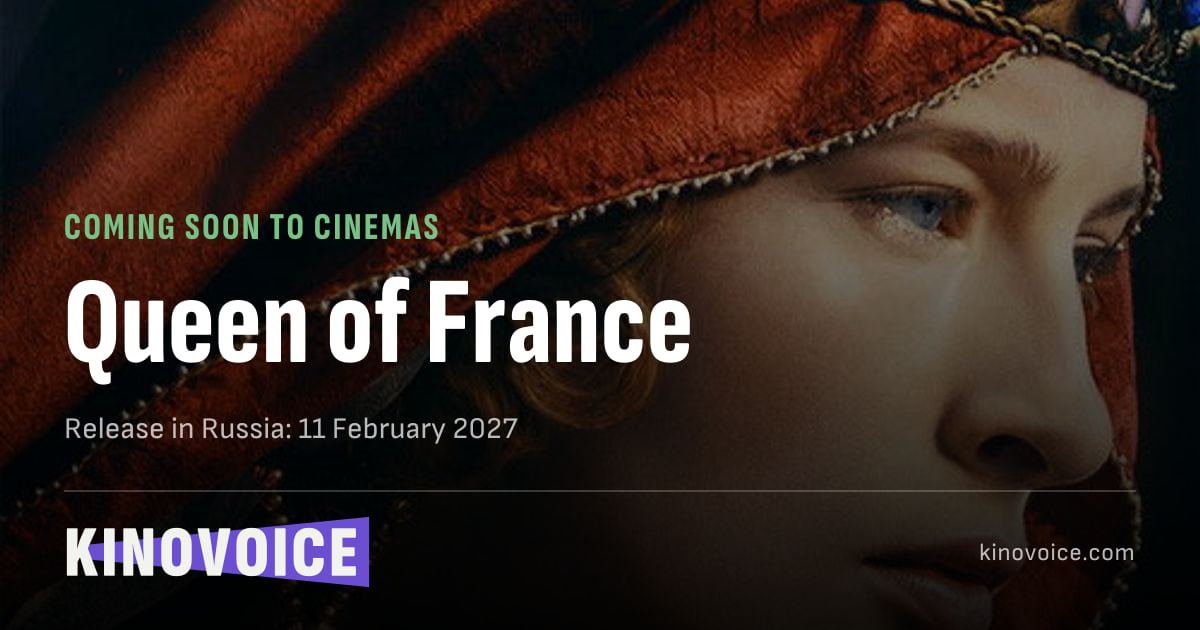 COMING SOON TO CINEMAS
Queen of France
Release in Russia: 11 February 2027
KINOVOICE
kinovoice.com